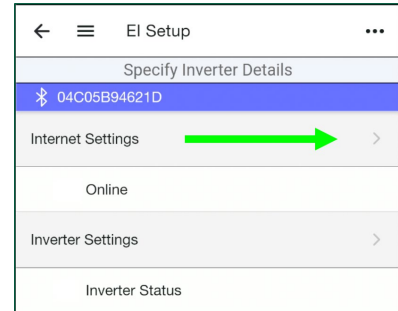 EI Setup
Specify Inverter Details
04C05B94621D
Internet Settings
Online
Inverter Settings
Inverter Status